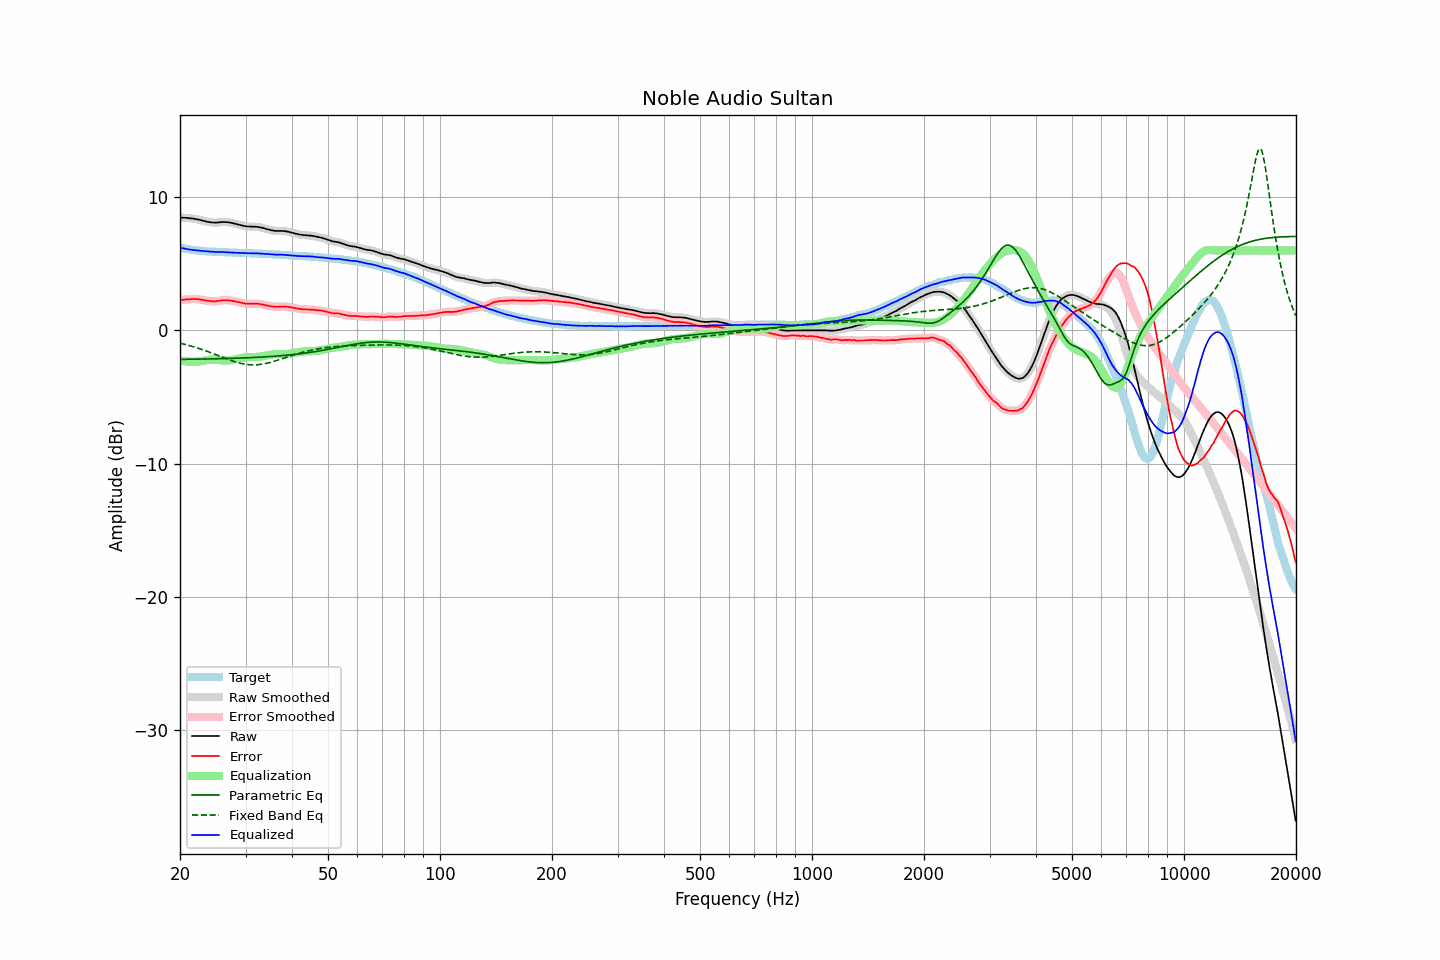 Noble Audio Sultan
Amplitude (dBr)
10
0
−10
−20
−30
Target
Raw Smoothed
Error Smoothed
Raw
Error
Equalization
Parametric Eq
Fixed Band Eq
Equalized
20 50 100 200 500 1000 2000 5000 10000 20000
Frequency (Hz)